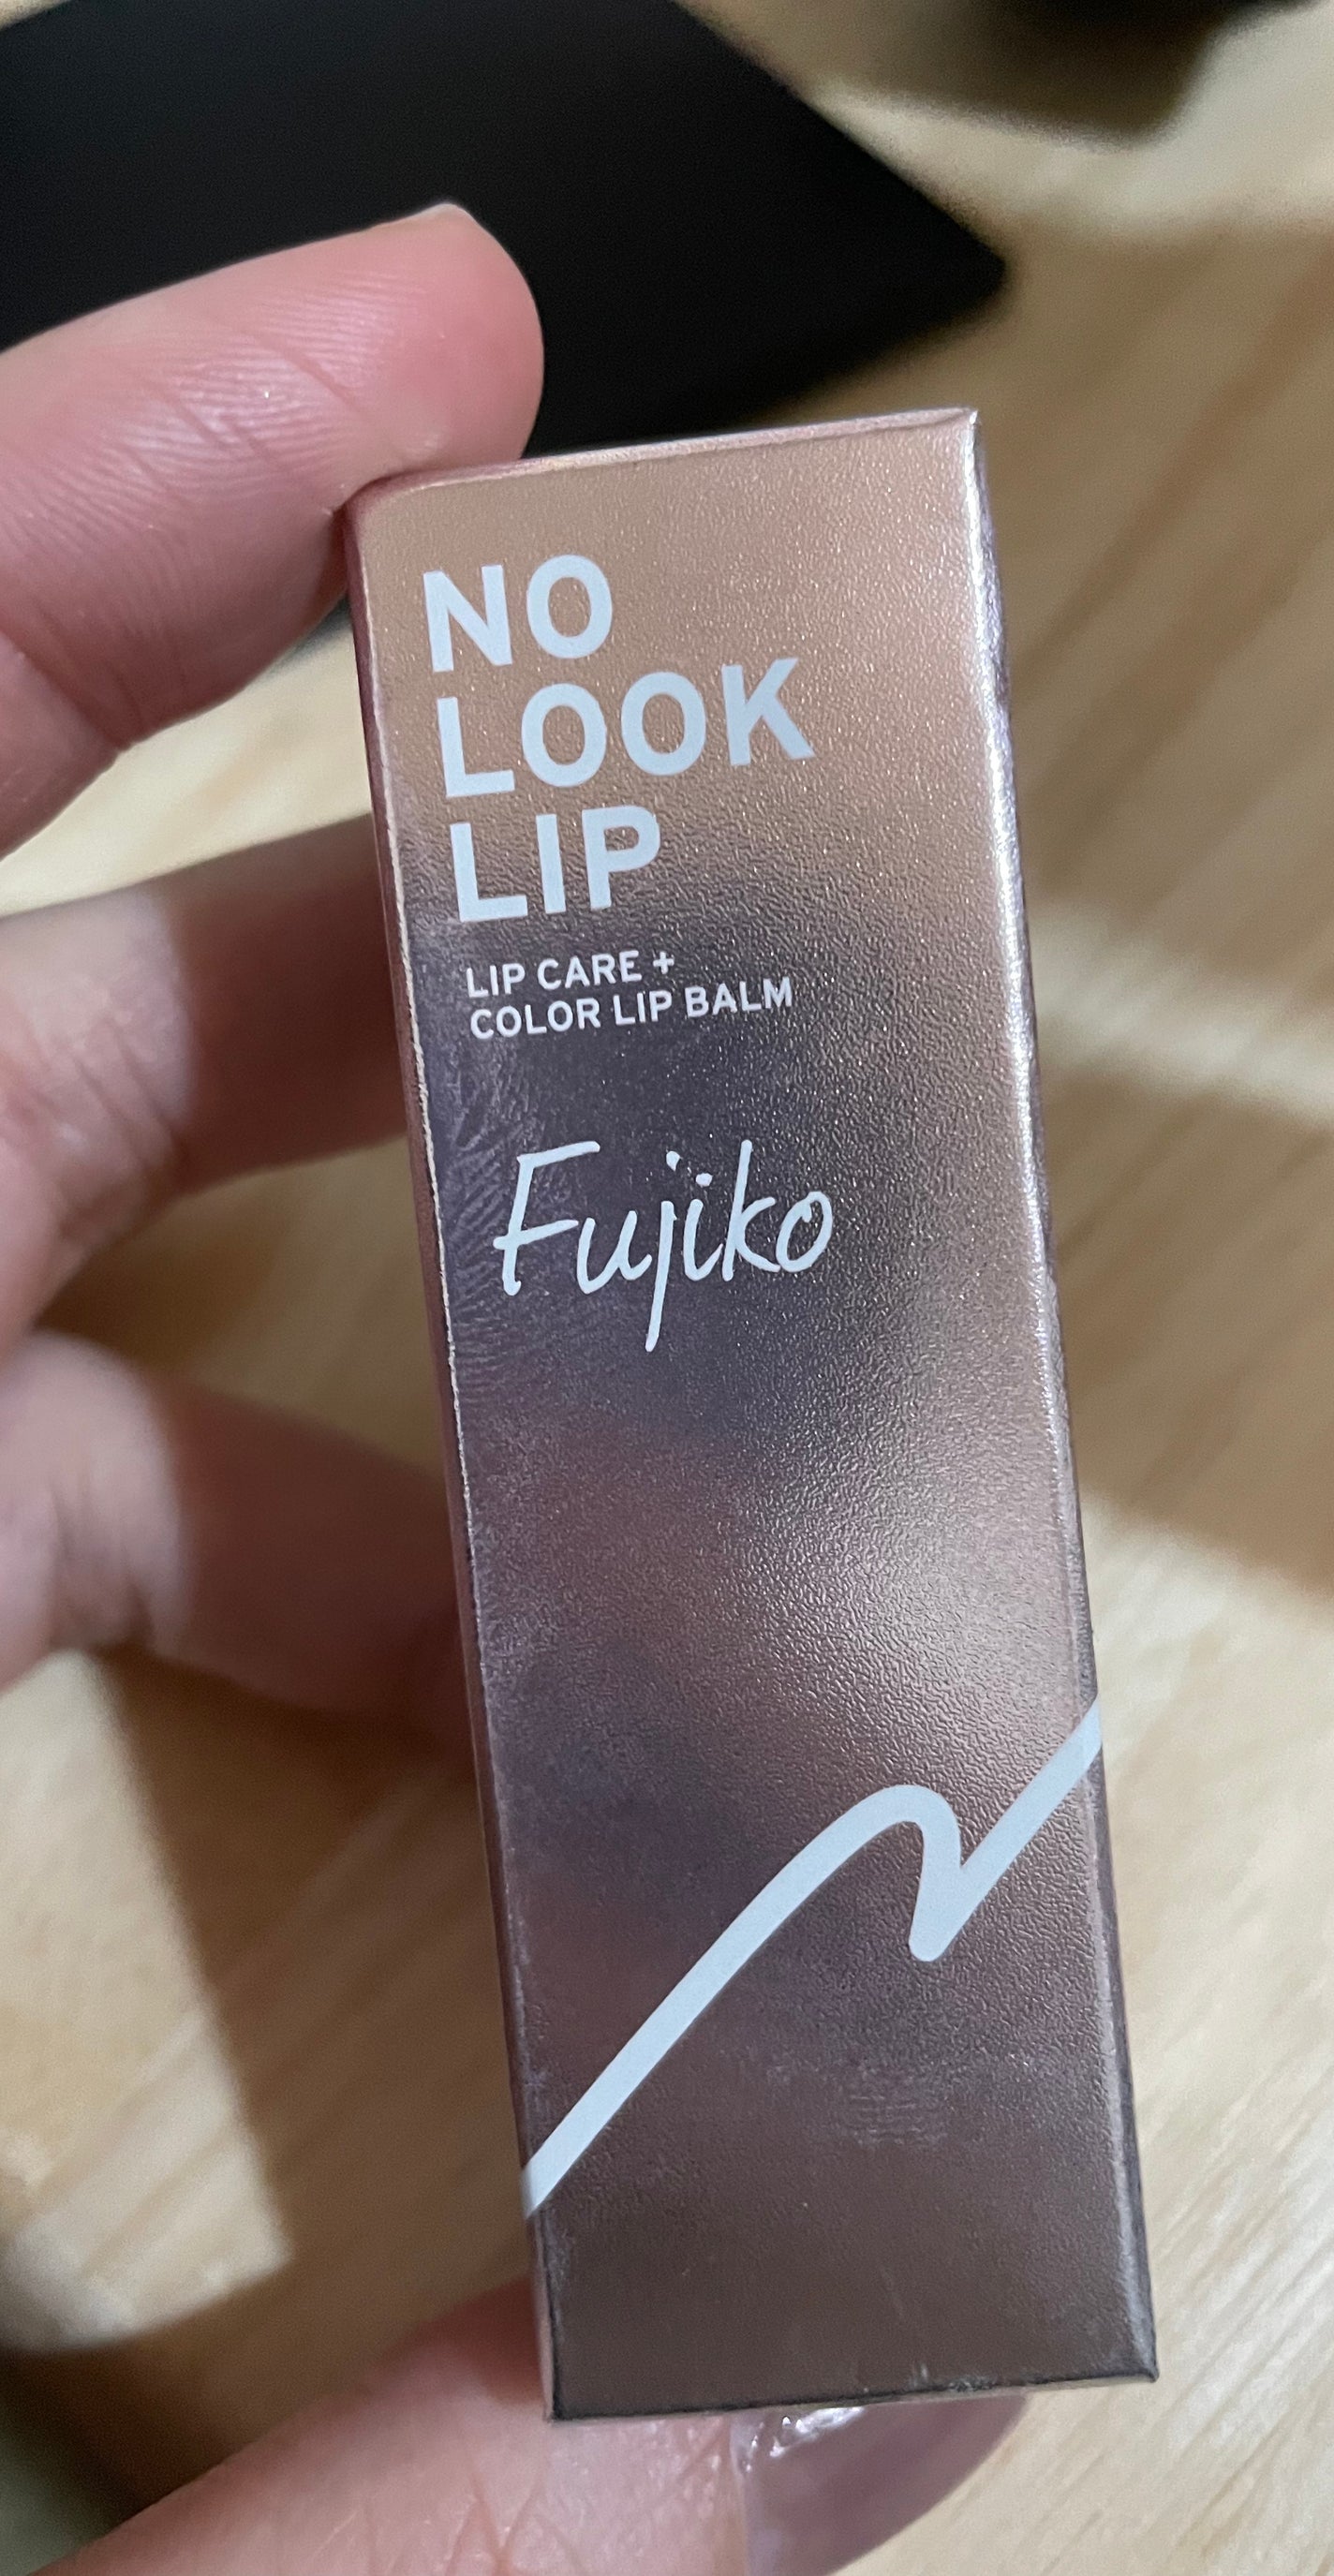 NO
LOOK
LIP
LIP CARE +
COLOR LIP BALM
Fujiko